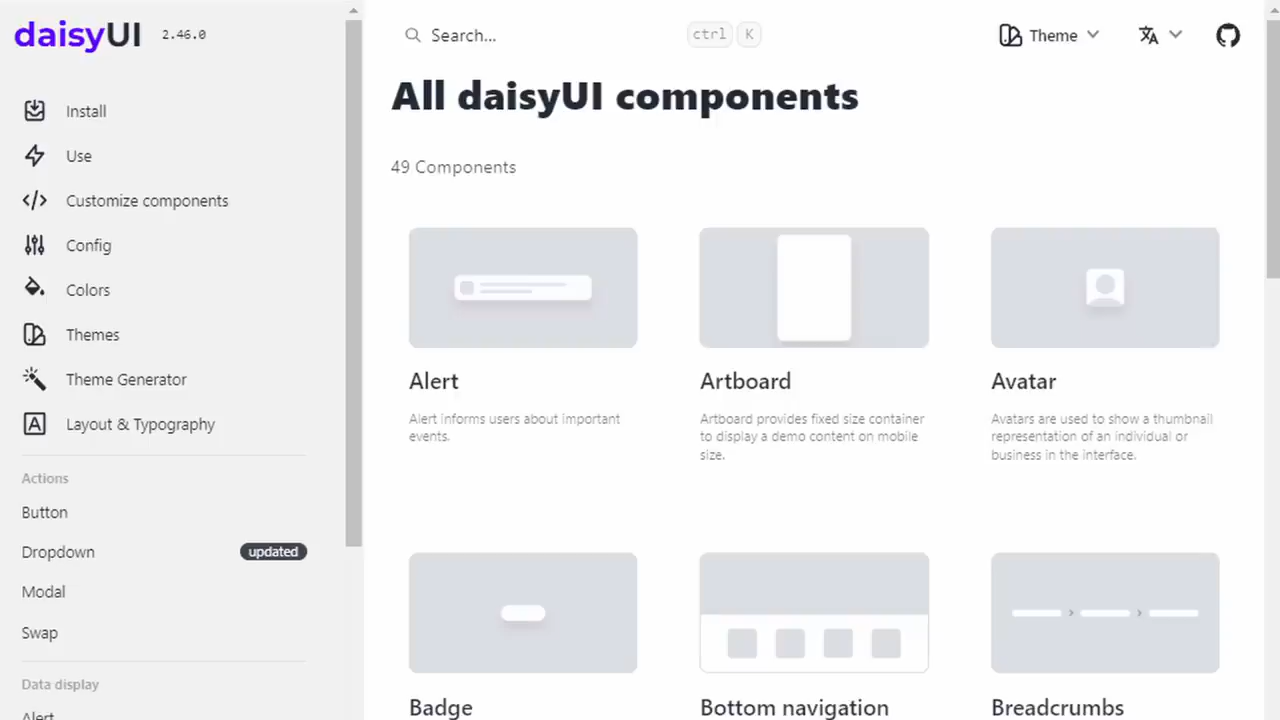 daisyUI 2.46.0
Install
Use
Customize components
Config
Colors
Themes
Theme Generator
Layout & Typography
Actions
Button
Dropdown updated
Modal
Swap
Data display
Alert
Search... ctrl K
Theme
All daisyUI components
49 Components
Alert
Alert informs users about important
events.
Artboard
Artboard provides fixed size container
to display a demo content on mobile
size.
Avatar
Avatars are used to show a thumbnail
representation of an individual or
business in the interface.
Badge
Bottom navigation
Breadcrumbs